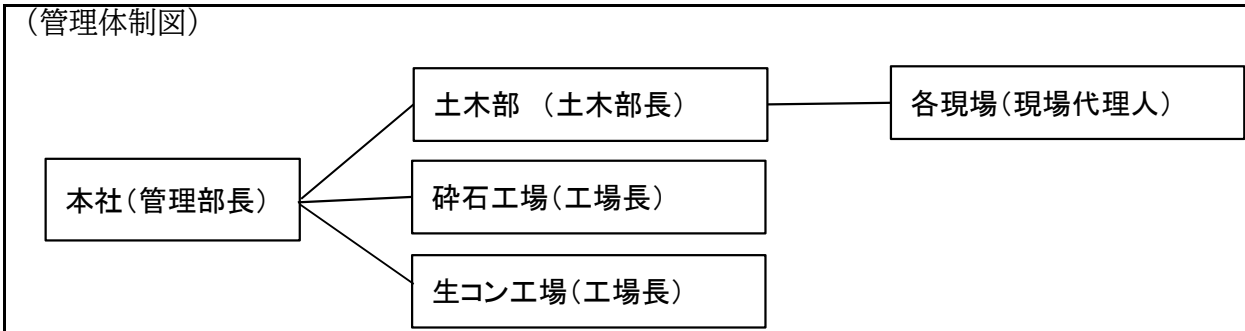 （管理体制図）
土木部　（土木部長）
各現場（現場代理人）
本社（管理部長）
砕石工場（工場長）
生コン工場（工場長）